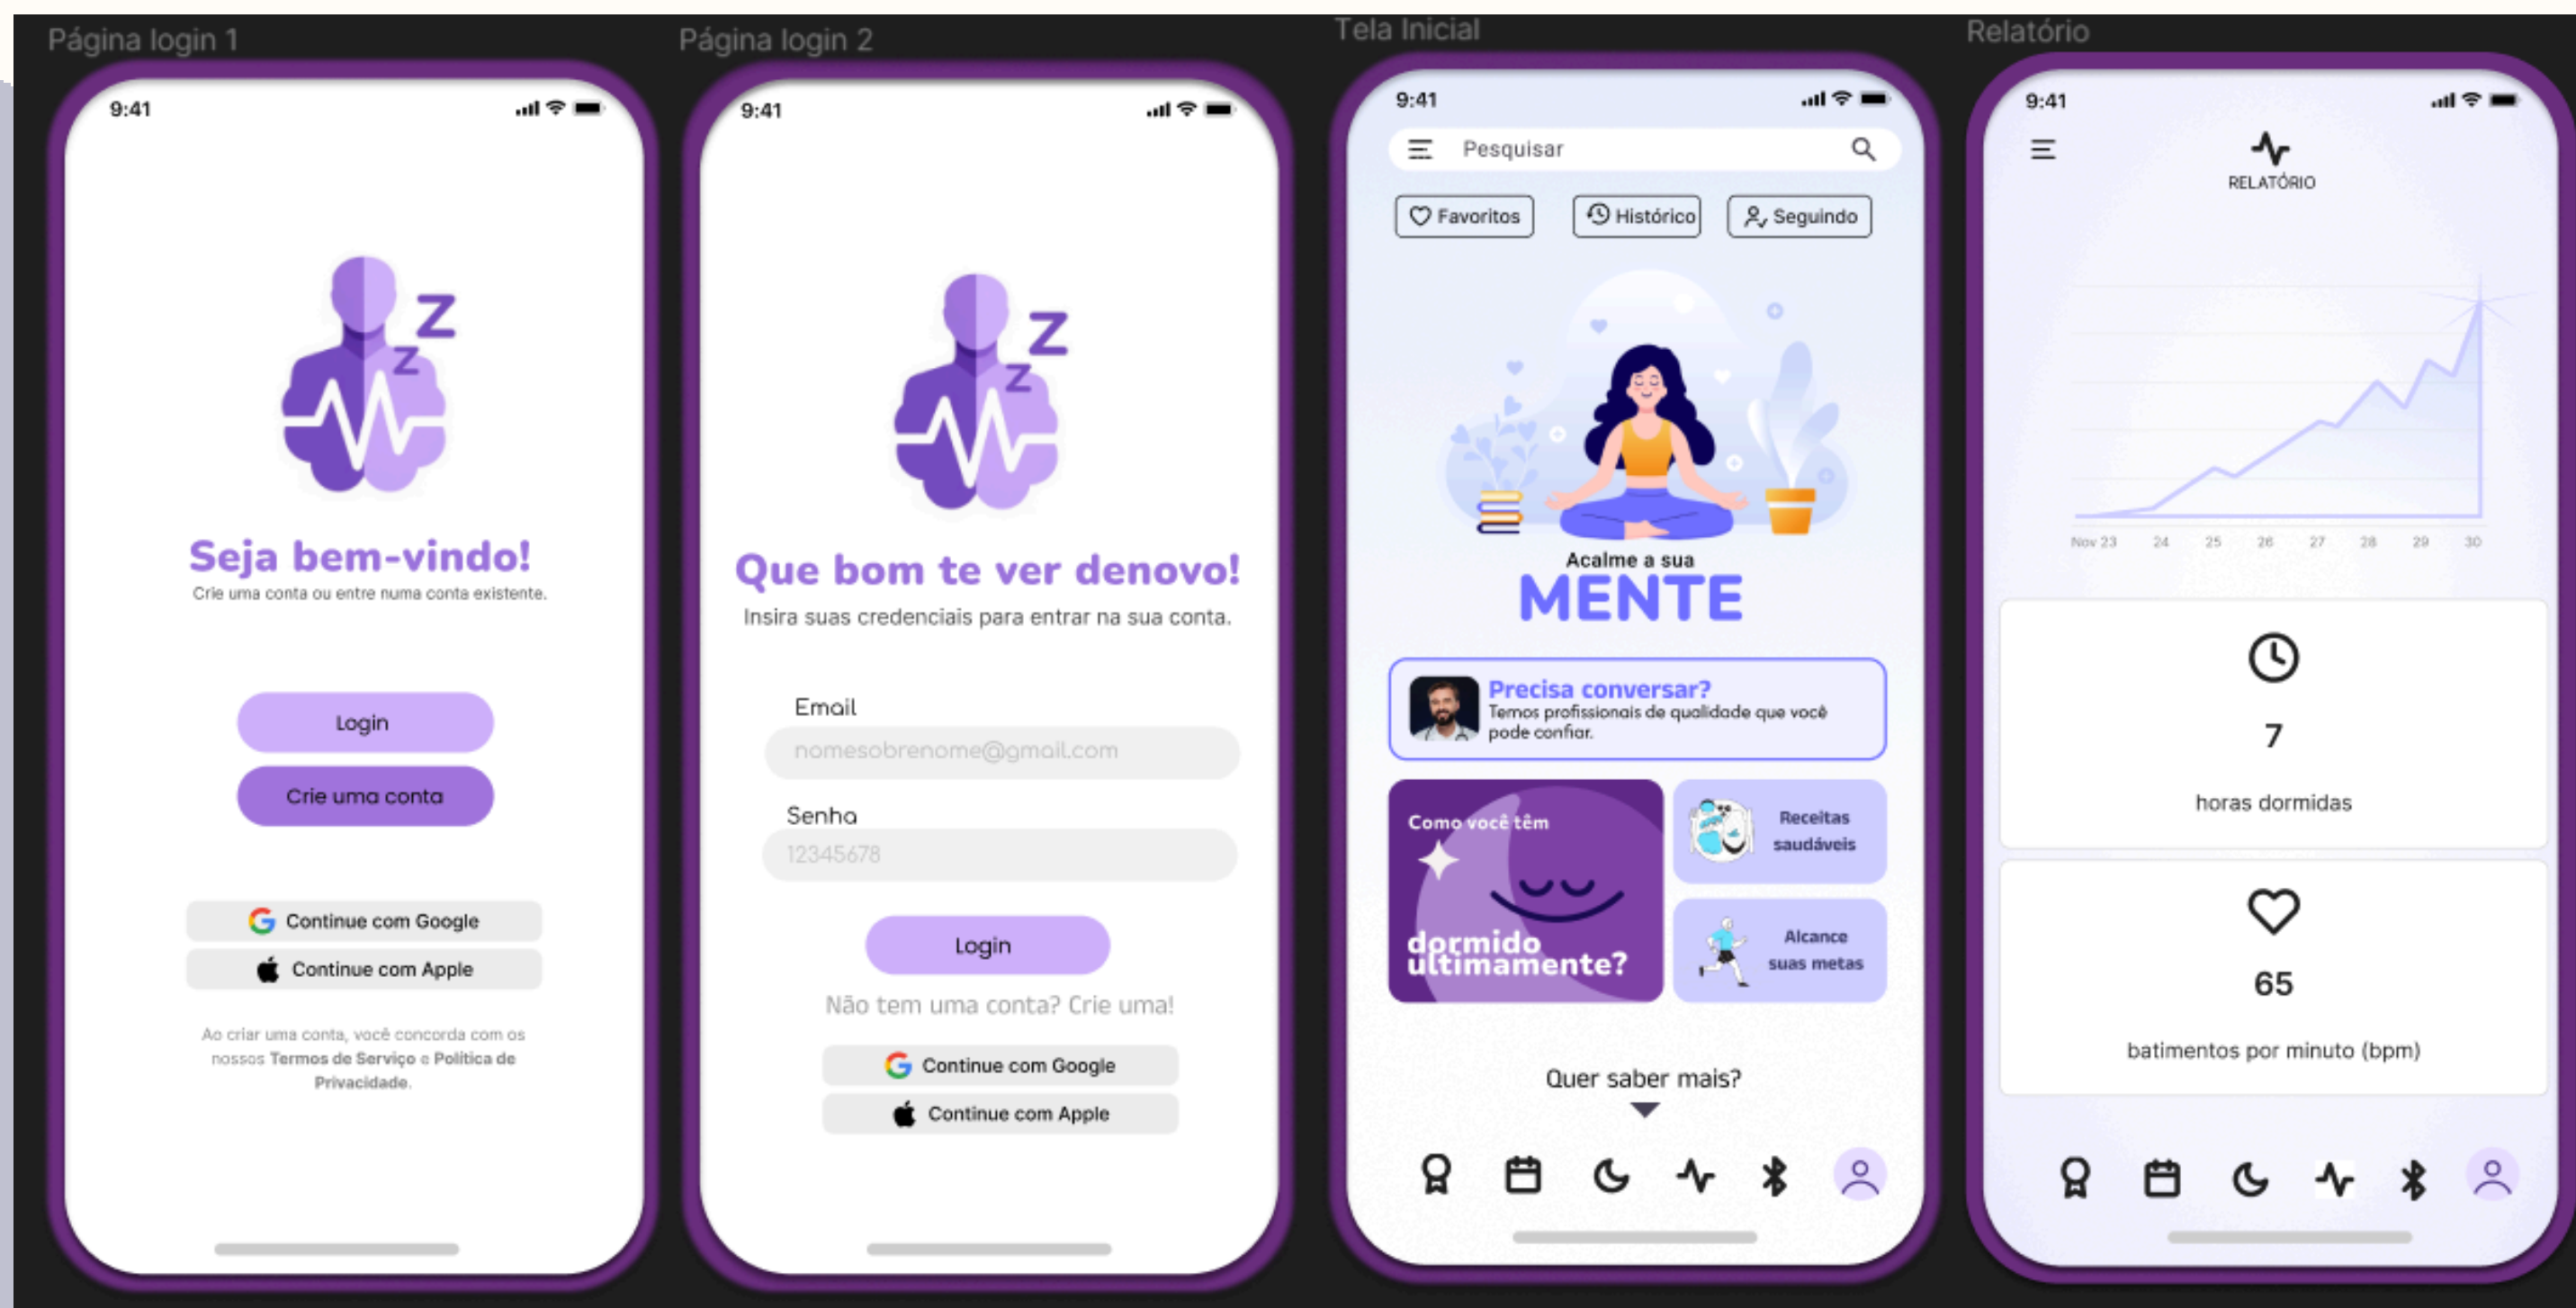 Página login 1
9:41
Z
Z
Seja bem-vindo!
Crie uma conta ou entre numa conta existente.
Login
Crie uma conta
Continue com Google
Continue com Apple
Ao criar uma conta, você concorda com os
nossos Termos de Serviço e Política de
Privacidade.
Página login 2
9:41
Z
Z
Que bom te ver denovo!
Insira suas credenciais para entrar na sua conta.
Email
nomesobrenome@gmail.com
Senha
12345678
Login
Não tem uma conta? Crie uma!
Continue com Google
Continue com Apple
Tela Inicial
9:41
Pesquisar
Favoritos
Histórico
Seguindo
Acalme a sua
MENTE
Precisa conversar?
Temos profissionais de qualidade que você
pode confiar.
Como você têm
dormido
ultimamente?
Receitas
saudáveis
Alcance
suas metas
Quer saber mais?
Relatório
9:41
RELATÓRIO
Nov 23 24 25 26 27 28 29 30
7
horas dormidas
65
batimentos por minuto (bpm)